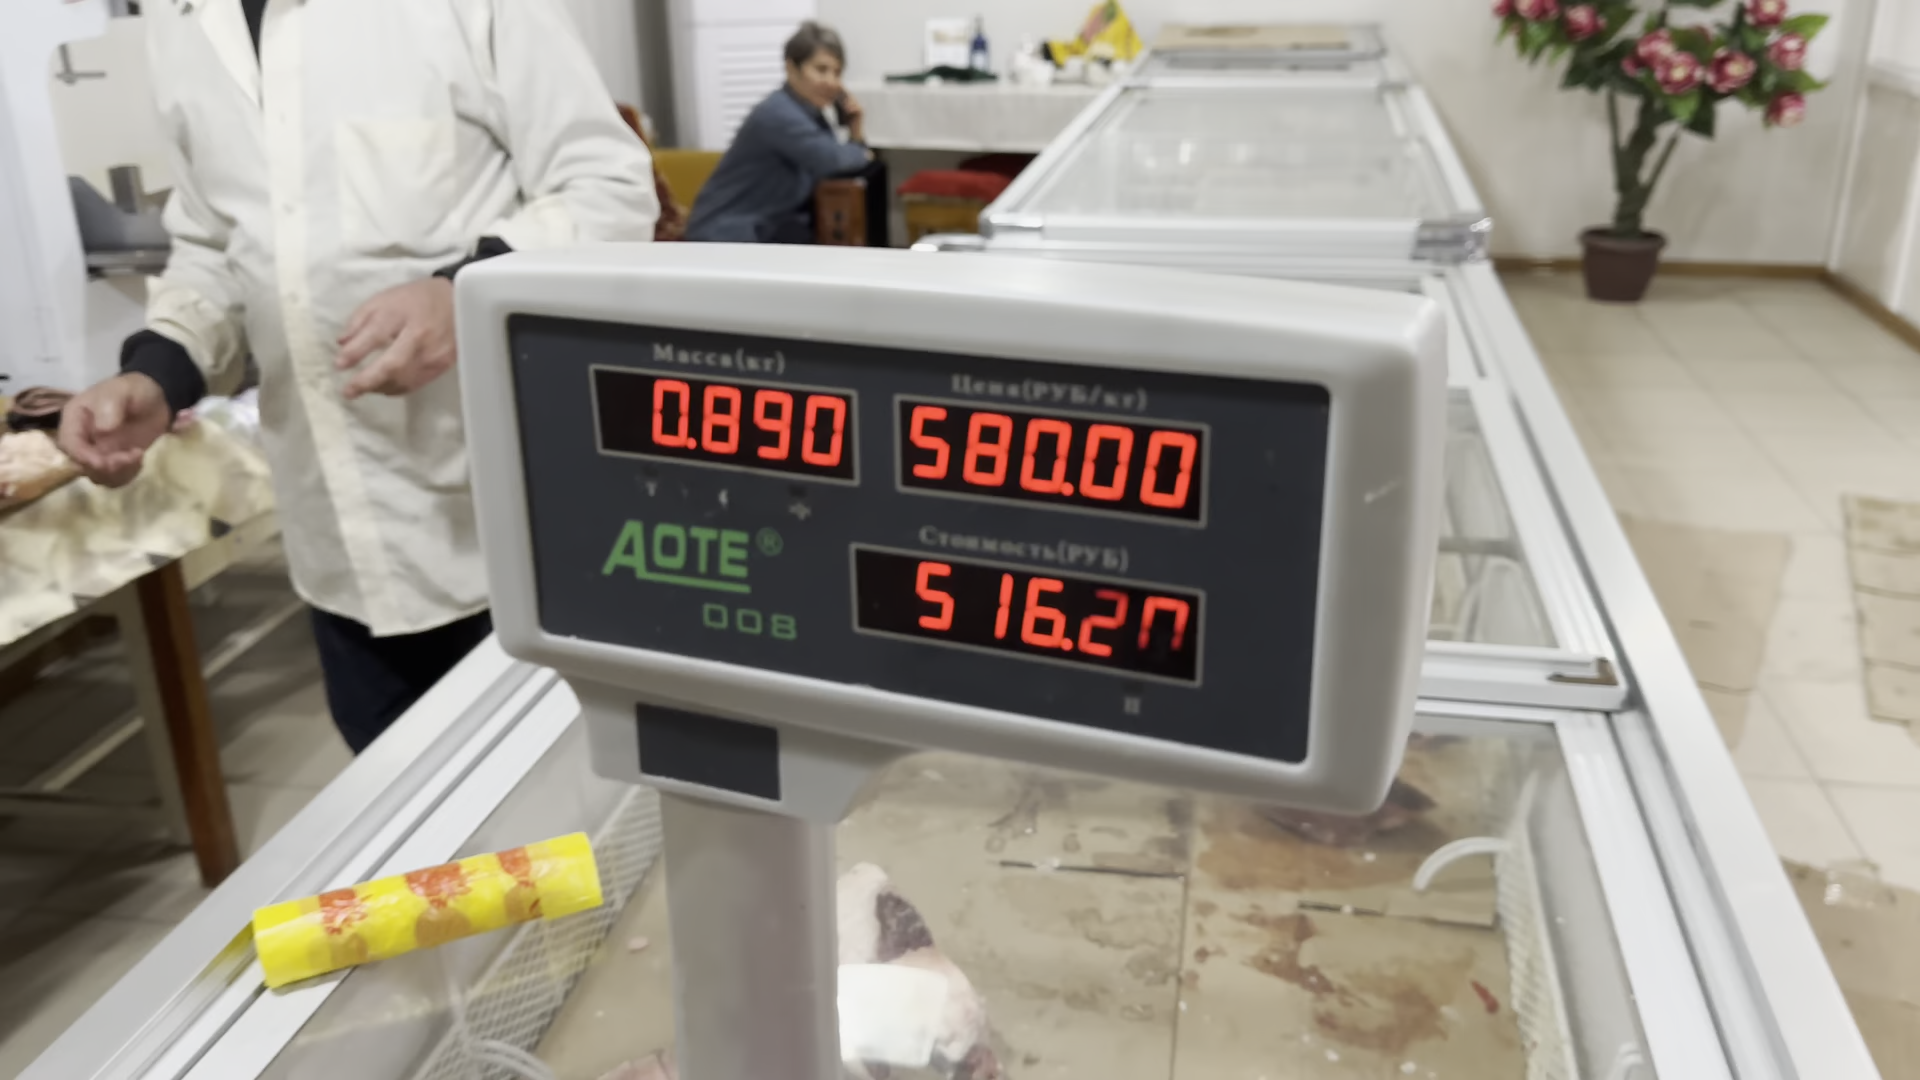 Масса(кг)
0.890
Цена(РУБ/кг)
580.00
AOTE®
008
Стоимость(РУБ)
516.20